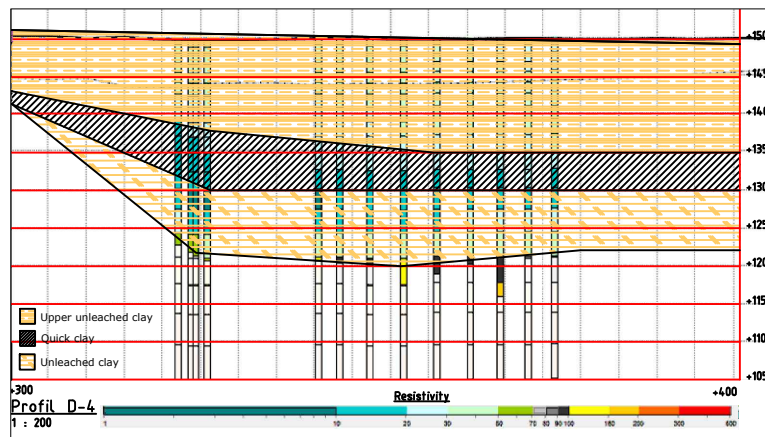 +150
+145
+140
+135
+130
+125
+120
+115
+110
+105
Upper unleached clay
Quick clay
Unleached clay
+300
+400
Profil D-4
1 : 200
Resistivity
1 10 20 30 50 70 80 90 100 160 200 300 600